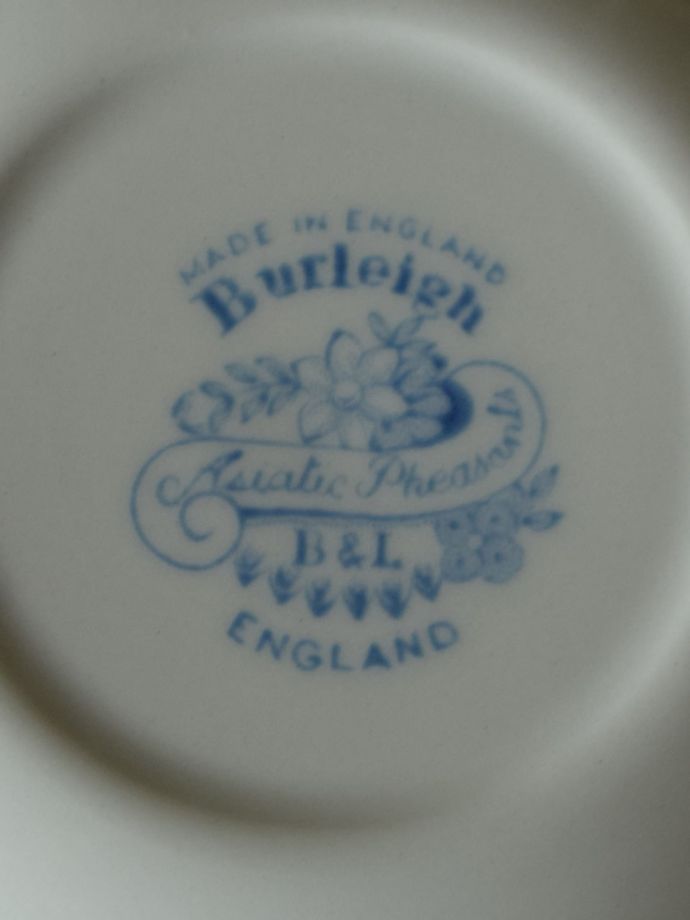 MADE IN ENGLAND
Burleigh
Asiatic Pheasants
B & L
ENGLAND